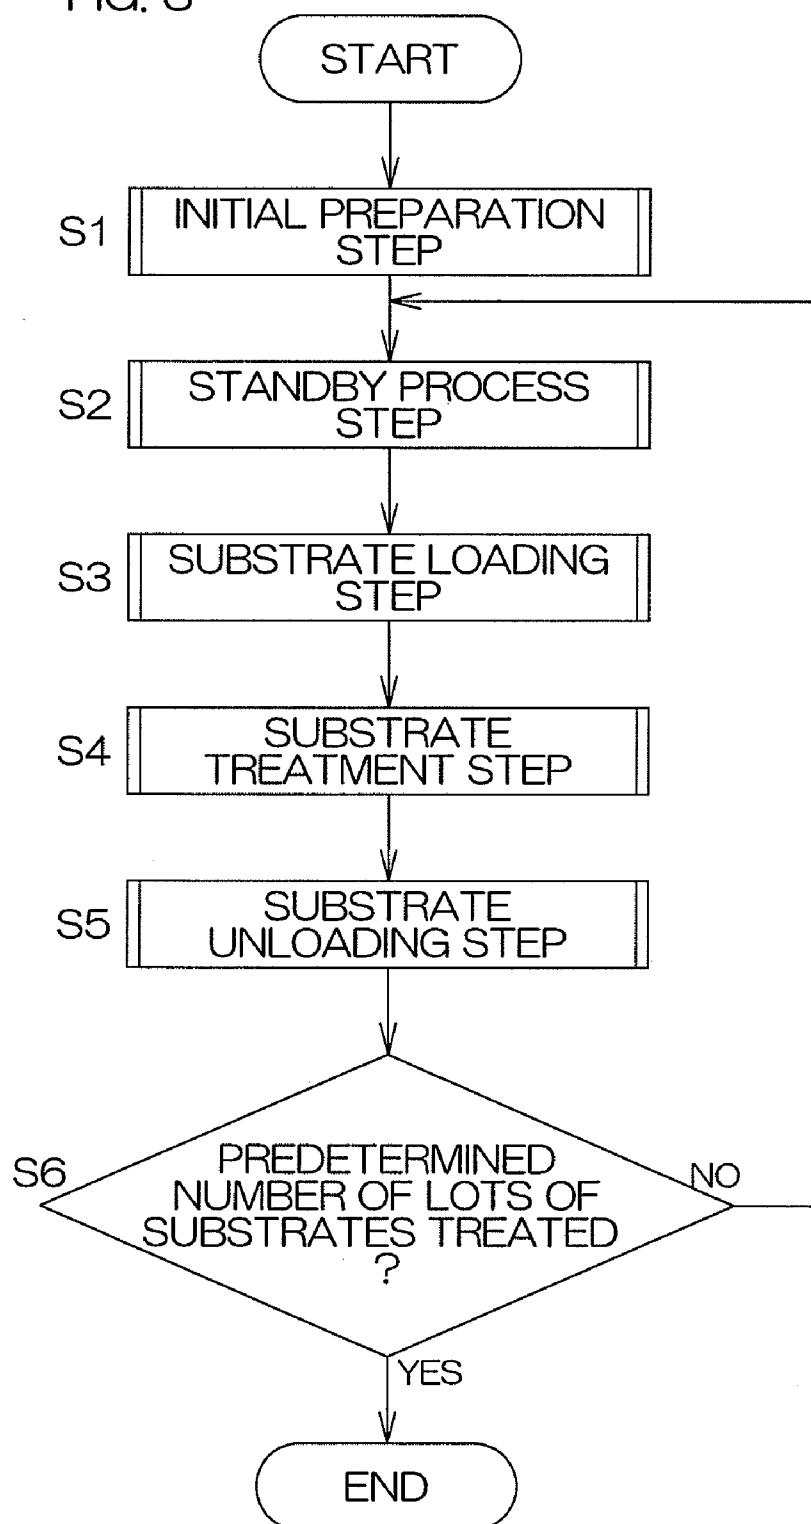 START
S1
INITIAL PREPARATION
STEP
S2
STANDBY PROCESS
STEP
S3
SUBSTRATE LOADING
STEP
S4
SUBSTRATE
TREATMENT STEP
S5
SUBSTRATE
UNLOADING STEP
S6
PREDETERMINED
NUMBER OF LOTS OF
SUBSTRATES TREATED
?
NO
YES
END